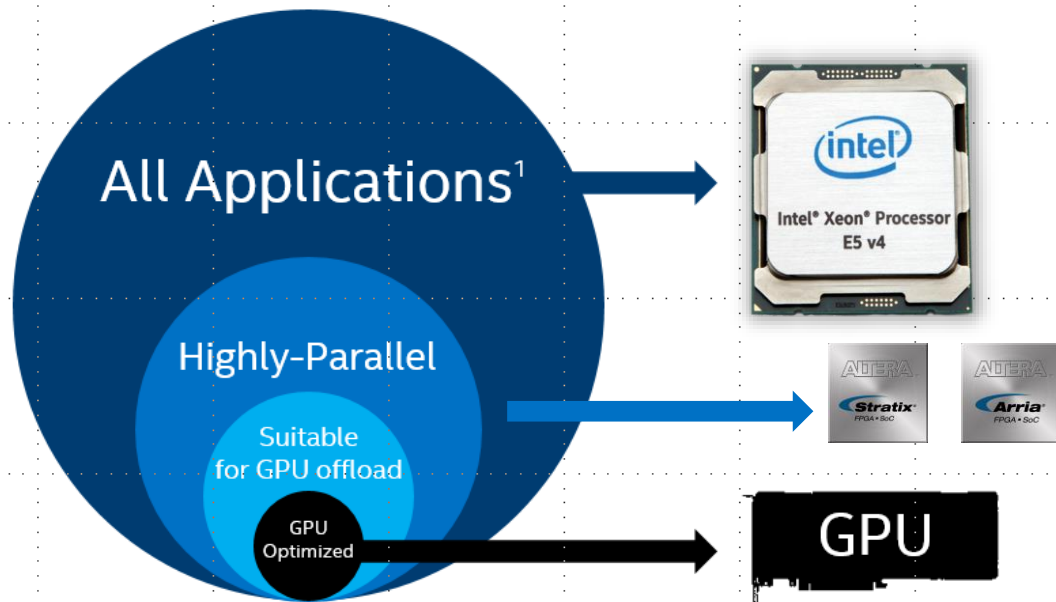 All Applications¹
intel
Intel® Xeon® Processor
E5 v4
Highly-Parallel
ALTERA
Stratix®
FPGA • SoC
ALTERA
Arria®
FPGA • SoC
Suitable
for GPU offload
GPU
Optimized
GPU